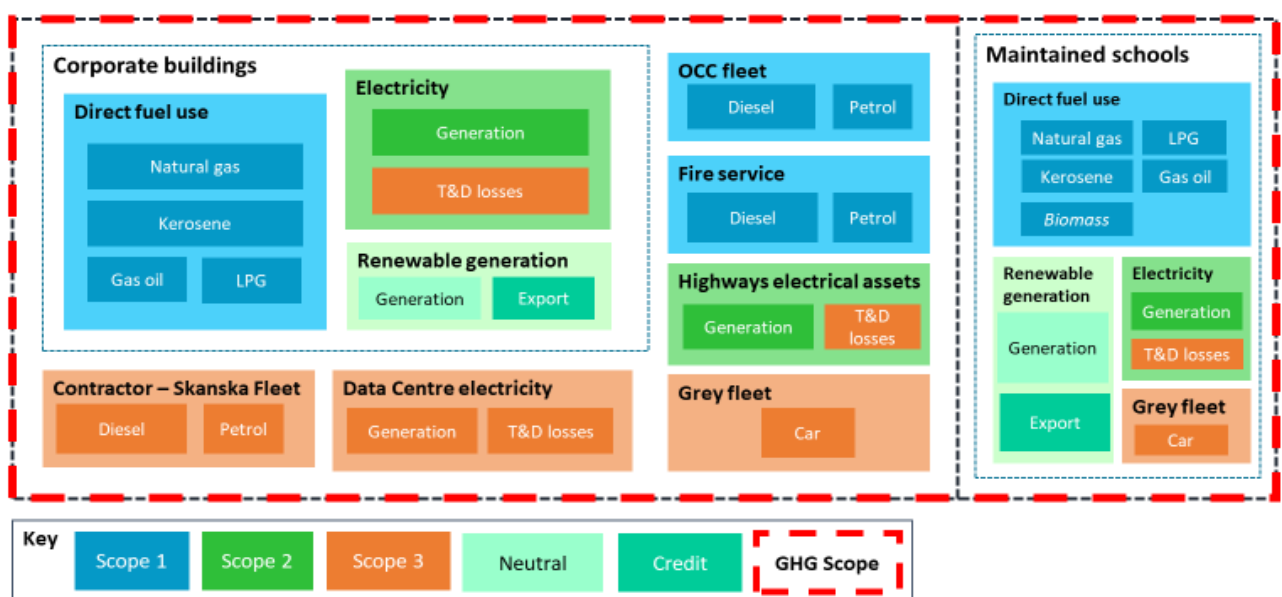 Corporate buildings
Direct fuel use
Natural gas
Kerosene
Gas oil
LPG
Electricity
Generation
T&D losses
Renewable generation
Generation
Export
Contractor – Skanska Fleet
Diesel
Petrol
Data Centre electricity
Generation
T&D losses
OCC fleet
Diesel
Petrol
Fire service
Diesel
Petrol
Highways electrical assets
Generation
T&D
losses
Grey fleet
Car
Maintained schools
Direct fuel use
Natural gas
LPG
Kerosene
Gas oil
Biomass
Renewable
generation
Generation
Export
Electricity
Generation
T&D losses
Grey fleet
Car
Key
Scope 1
Scope 2
Scope 3
Neutral
Credit
GHG Scope